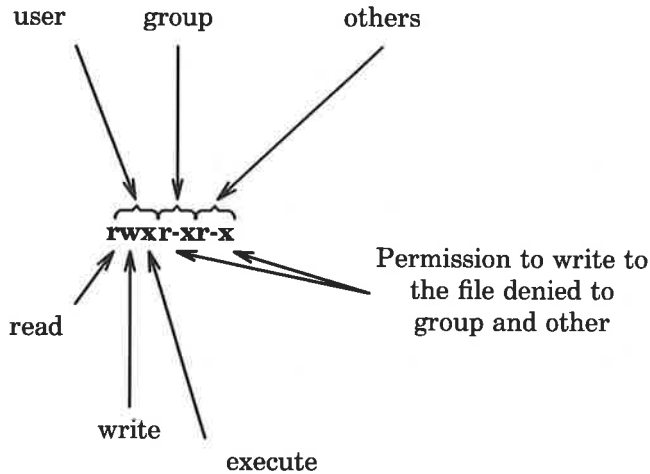 user group others
rwxr-xr-x
Permission to write to
the file denied to
group and other
read
write
execute